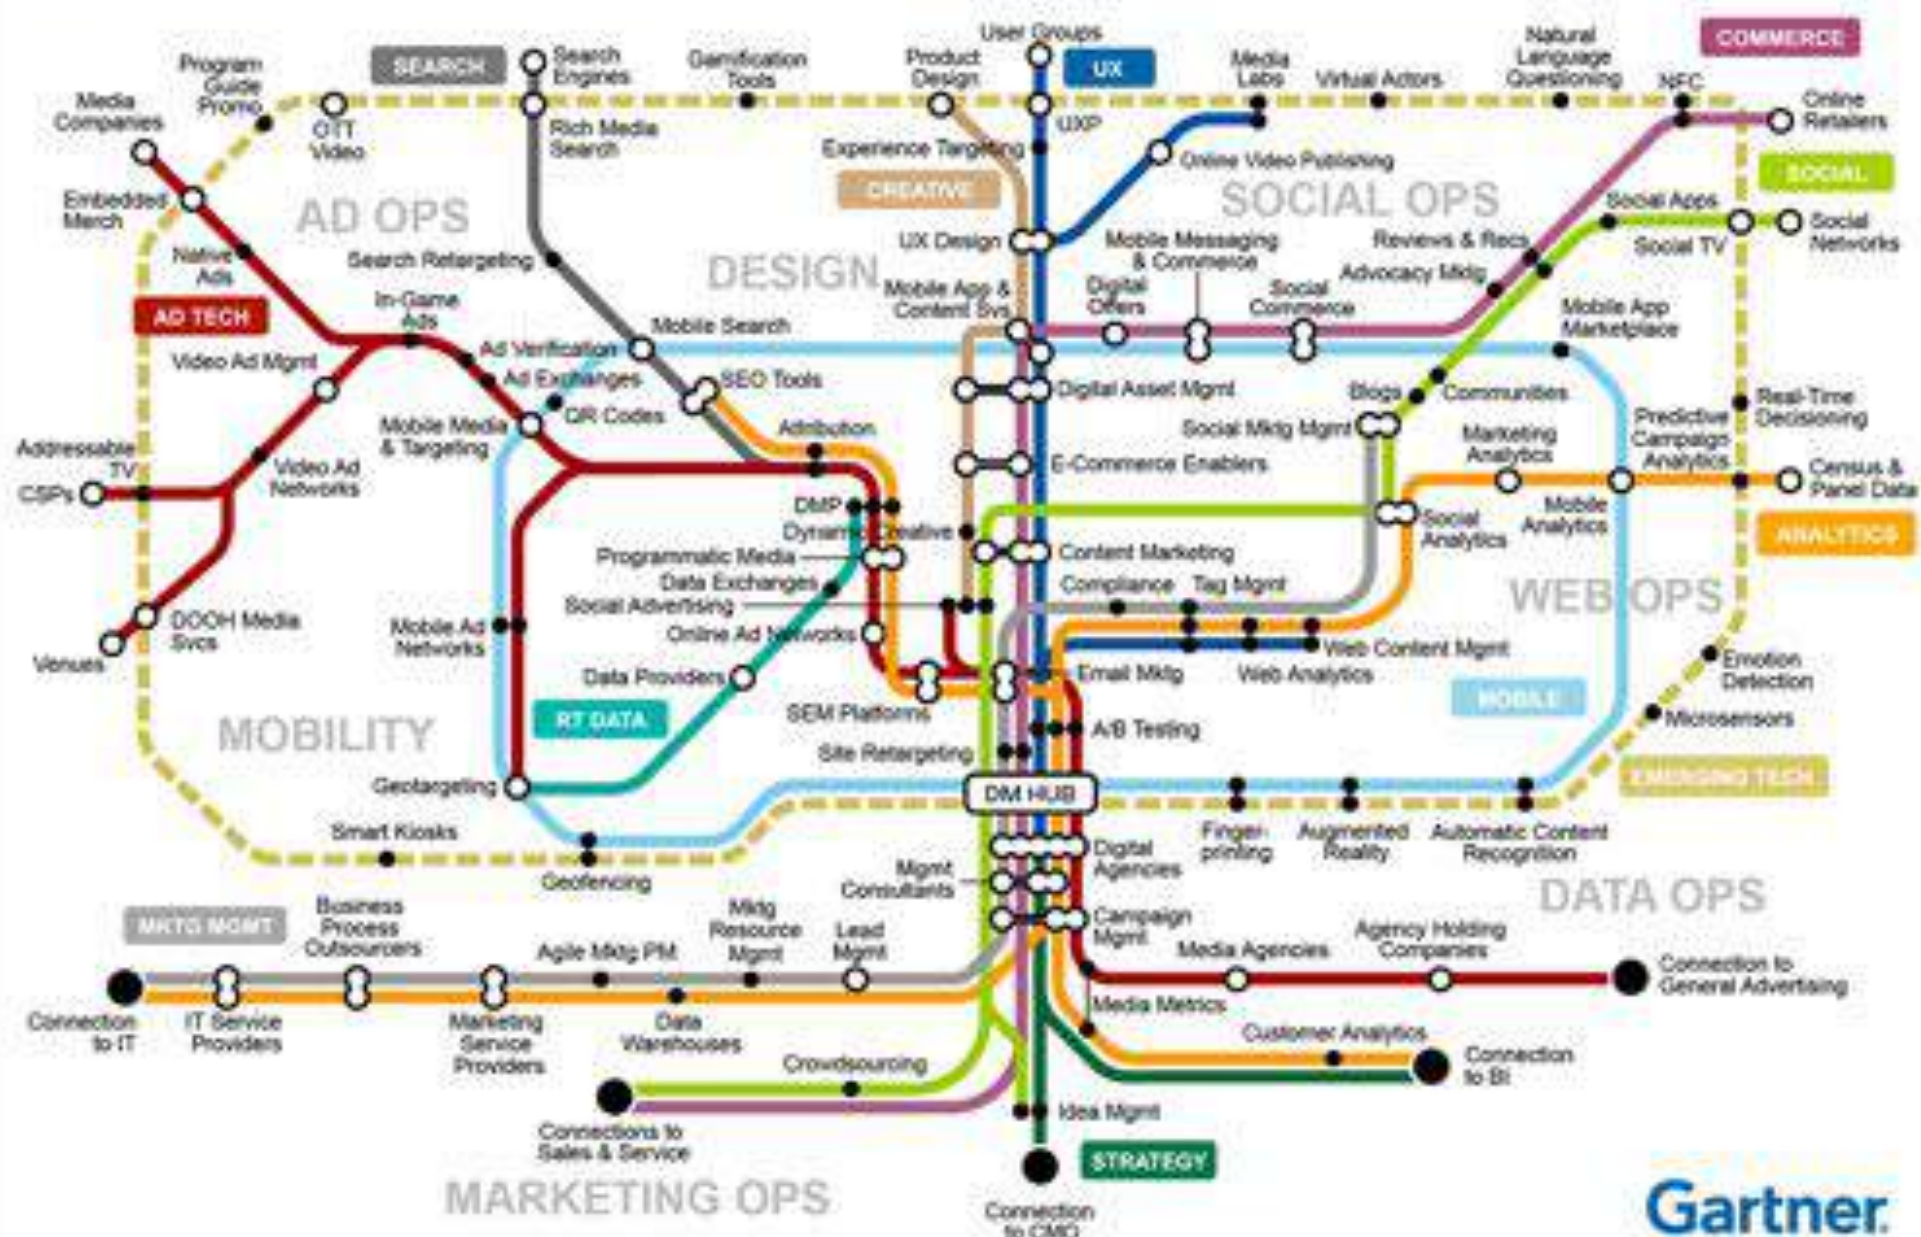 User Groups
COMMERCE
Program
Guide
Promo
SEARCH
Search
Engines
Gamification
Tools
Product
Design
UX
Media
Labs
Virtual Actors
Natural
Language
Questioning
NFC
Media
Companies
OTT
Video
Rich Media
Search
UXP
Online
Retailers
Experience Targeting
Online Video Publishing
CREATIVE
SOCIAL
Embedded
Merch
AD OPS
SOCIAL OPS
Social Apps
Native
Ads
Search Retargeting
UX Design
Mobile Messaging
& Commerce
Reviews & Recs
Social TV
Social
Networks
DESIGN
Advocacy Mktg
AD TECH
In-Game
Ads
Mobile App &
Content Svs
Digital
Offers
Social
Commerce
Mobile App
Marketplace
Mobile Search
Video Ad Mgmt
Ad Verification
Ad Exchanges
SEO Tools
Digital Asset Mgmt
Blogs
Communities
Real-Time
Decisioning
QR Codes
Mobile Media
& Targeting
Attribution
Social Mktg Mgmt
Marketing
Analytics
Predictive
Campaign
Analytics
Addressable
TV
CSPs
Video Ad
Networks
E-Commerce Enablers
Census &
Panel Data
DMP
Dynamic Creative
Social
Analytics
Mobile
Analytics
ANALYTICS
Programmatic Media
Content Marketing
Data Exchanges
Compliance
Tag Mgmt
WEB OPS
Social Advertising
DOOH Media
Svcs
Mobile Ad
Networks
Online Ad Networks
Web Content Mgmt
Venues
Data Providers
Email Mktg
Web Analytics
Emotion
Detection
MOBILE
RT DATA
SEM Platforms
Microsensors
MOBILITY
A/B Testing
Site Retargeting
EMERGING TECH
Geotargeting
DM HUB
Smart Kiosks
Finger-
printing
Augmented
Reality
Automatic Content
Recognition
Digital
Agencies
Geofencing
Mgmt
Consultants
DATA OPS
MKTG MGMT
Business
Process
Outsourcers
Agile Mktg PM
Mktg
Resource
Mgmt
Lead
Mgmt
Campaign
Mgmt
Media Agencies
Agency Holding
Companies
Connection to
General Advertising
Connection
to IT
IT Service
Providers
Marketing
Service
Providers
Data
Warehouses
Media Metrics
Customer Analytics
Crowdsourcing
Connection
to BI
Connections to
Sales & Service
Idea Mgmt
STRATEGY
MARKETING OPS
Connection
to CMO
Gartner